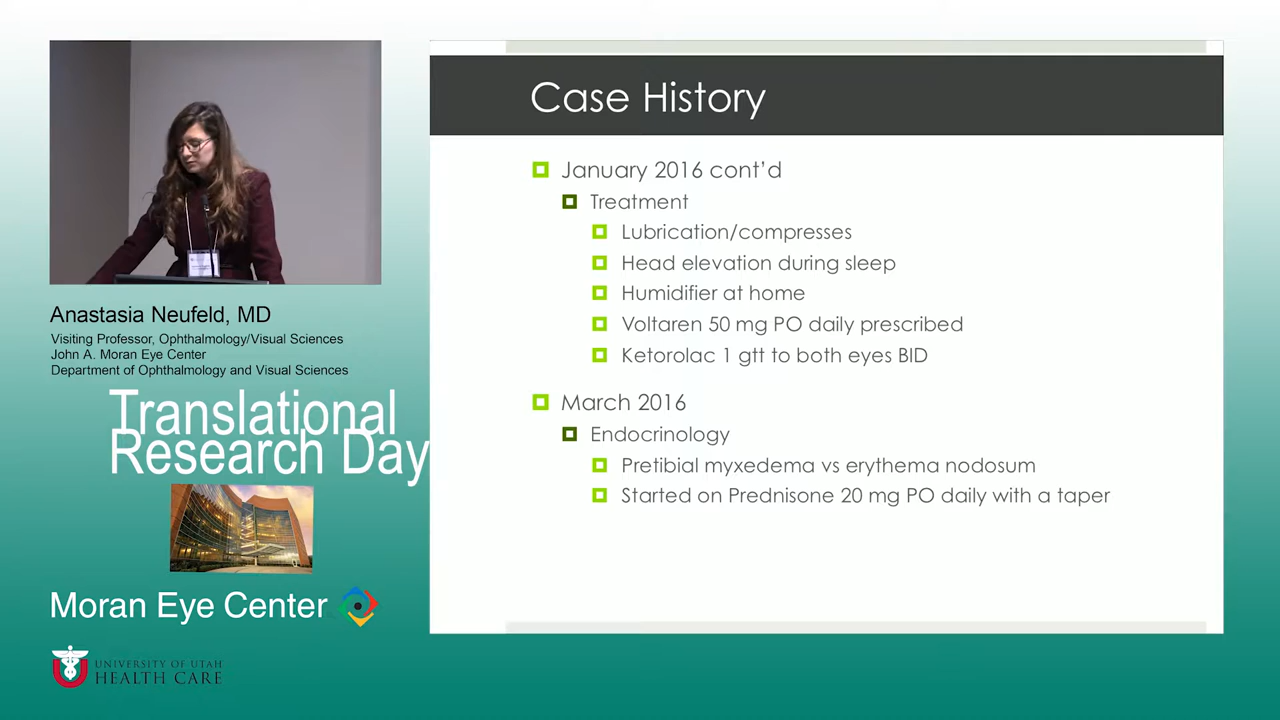 Case History
January 2016 cont’d
Treatment
Lubrication/compresses
Head elevation during sleep
Humidifier at home
Voltaren 50 mg PO daily prescribed
Ketorolac 1 gtt to both eyes BID
March 2016
Endocrinology
Pretibial myxedema vs erythema nodosum
Started on Prednisone 20 mg PO daily with a taper
Anastasia Neufeld, MD
Visiting Professor, Ophthalmology/Visual Sciences
John A. Moran Eye Center
Department of Ophthalmology and Visual Sciences
Translational
Research Day
Moran Eye Center
UNIVERSITY OF UTAH
HEALTH CARE